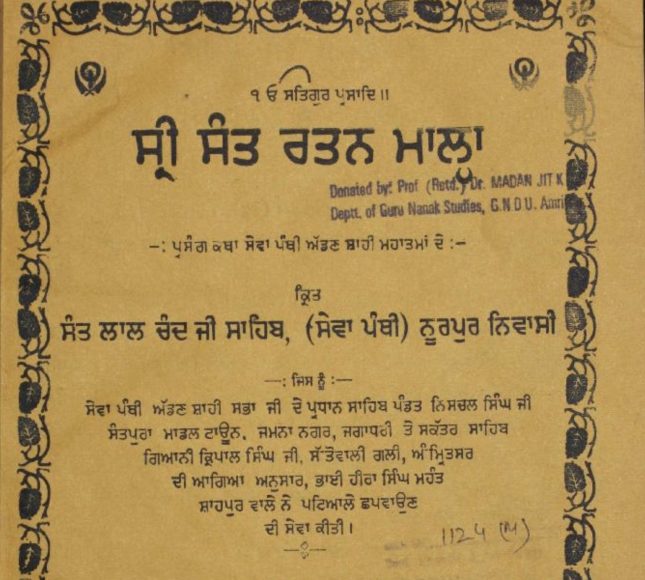 ੧ ਓ ਸਤਿਗੁਰ ਪ੍ਰਸਾਦਿ॥
ਸ੍ਰੀ ਸੰਤ ਰਤਨ ਮਾਲ੍ਹਾ
Donated by: Prof (Retd.) Dr. MADAN JIT K
Deptt. of Guru Nanak Studies, G.N D U. Amri
–: ਪ੍ਰਸੰਗ ਕਥਾ ਸੇਵਾ ਪੰਥੀ ਅੱਡਣ ਸ਼ਾਹੀ ਮਹਾਤਮਾਂ ਦੇ :–
ਕ੍ਰਿਤ
ਸੰਤ ਲਾਲ ਚੰਦ ਜੀ ਸਾਹਿਬ, (ਸੇਵਾ ਪੰਥੀ) ਨੂਰਪੁਰ ਨਿਵਾਸੀ
—: ਜਿਸ ਨੂੰ :—
ਸੇਵਾ ਪੰਥੀ ਅੱਡਣ ਸ਼ਾਹੀ ਸਭਾ ਜੀ ਦੇ ਪ੍ਰਧਾਨ ਸਾਹਿਬ ਪੰਡਤ ਨਿਸਚਲ ਸਿੰਘ ਜੀ
ਸੰਤਪੁਰਾ ਮਾਡਲ ਟਾਊਨ, ਜਮਨਾ ਨਗਰ, ਜਗਾਧਰੀ ਤੇ ਸਕੱਤਰ ਸਾਹਿਬ
ਗਿਆਨੀ ਕ੍ਰਿਪਾਲ ਸਿੰਘ ਜੀ, ਸੱਤੋਵਾਲੀ ਗਲੀ, ਅੰਮ੍ਰਿਤਸਰ
ਦੀ ਆਗਿਆ ਅਨੁਸਾਰ, ਭਾਈ ਹੀਰਾ ਸਿੰਘ ਮਹੰਤ
ਸ਼ਾਹਪੁਰ ਵਾਲੇ ਨੇ ਪਟਿਆਲੇ ਛਪਵਾਉਣ
ਦੀ ਸੇਵਾ ਕੀਤੀ।
1124 (M)